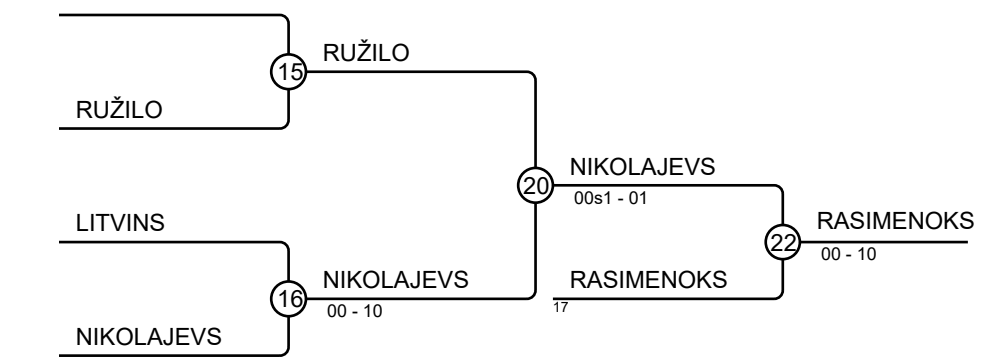 15
RUŽILO
RUŽILO
20
NIKOLAJEVS
00s1 - 01
LITVINS
16
NIKOLAJEVS
00 - 10
NIKOLAJEVS
22
RASIMENOKS
00 - 10
RASIMENOKS
17